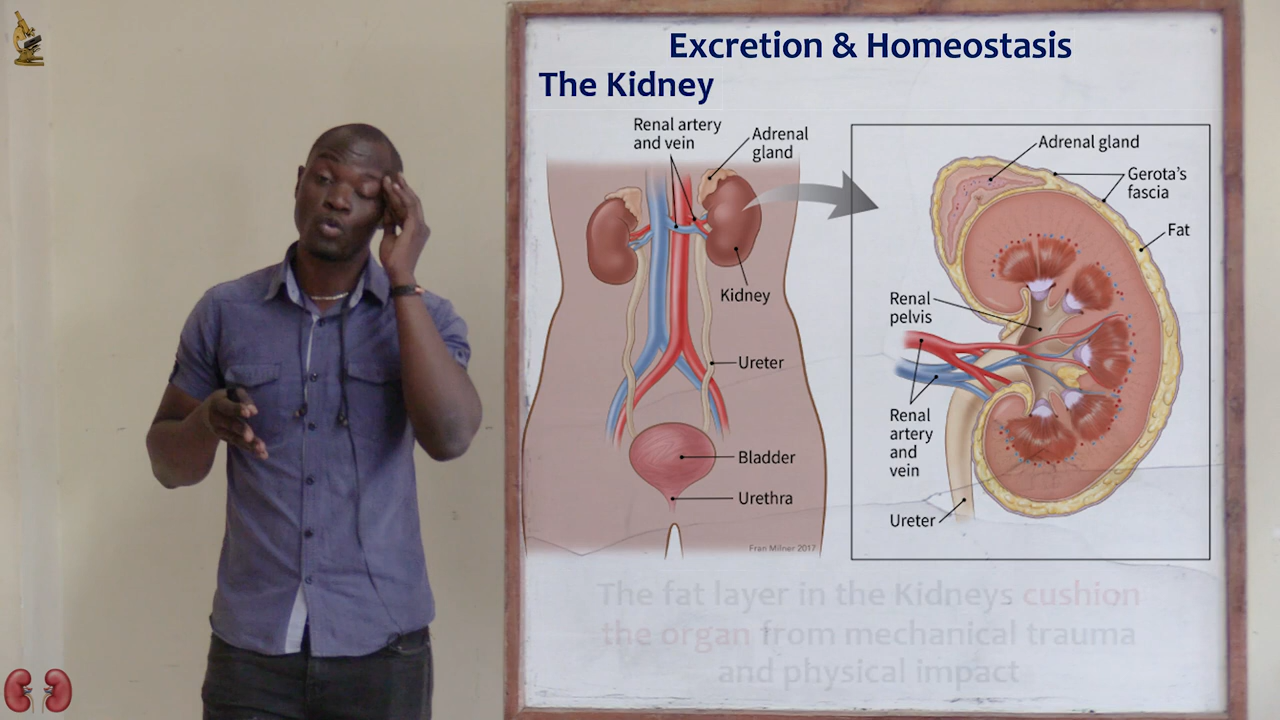 Excretion & Homeostasis
The Kidney
Renal artery
and vein
Adrenal
gland
Kidney
Ureter
Bladder
Urethra
Fran Milner 2017
Adrenal gland
Gerota's
fascia
Fat
Renal
pelvis
Renal
artery
and
vein
Ureter
The fat layer in the Kidneys cushion
the organ from mechanical trauma
and physical impact